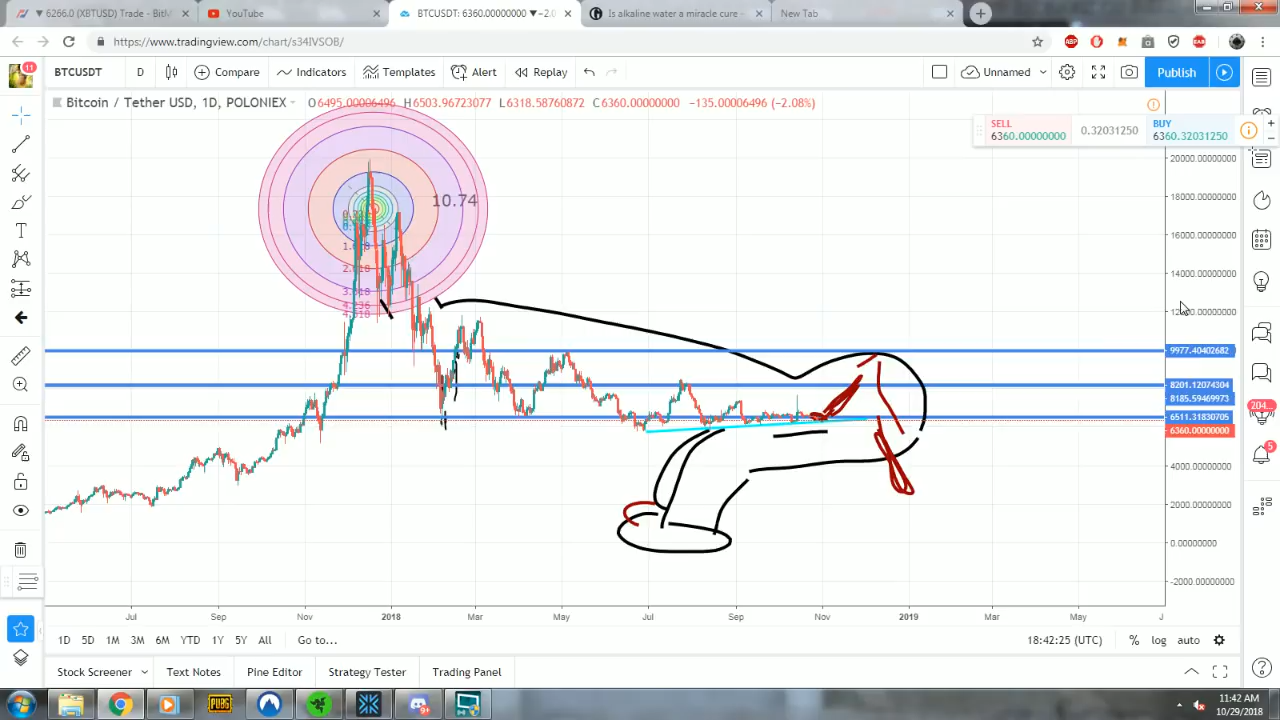 6266.0 (XBTUSD) Trade - BitM
YouTube
BTCUSDT: 6360.00000000 ▼−2.0
Is alkaline water a miracle cure -
New Tab
https://www.tradingview.com/chart/s34IVSOB/
11
BTCUSDT
D
Compare
Indicators
Templates
Alert
Replay
Unnamed
Publish
Bitcoin / Tether USD, 1D, POLONIEX
O6495.00006496 H6503.96723077 L6318.58760872 C6360.00000000 −135.00006496 (−2.08%)
SELL
6360.00000000
0.32031250
BUY
6360.32031250
10.74
20000.00000000
18000.00000000
16000.00000000
14000.00000000
9977.40402682
8201.12074304
8185.59469973
6511.31830705
6360.00000000
4000.00000000
2000.00000000
0.00000000
−2000.00000000
204...
5
Jul
Sep
Nov
2018
Mar
May
Jul
Sep
Nov
2019
Mar
May
J
1D
5D
1M
3M
6M
YTD
1Y
5Y
All
Go to...
18:42:25 (UTC)
%
log
auto
Stock Screener
Text Notes
Pine Editor
Strategy Tester
Trading Panel
PUBG
11:42 AM
10/29/2018